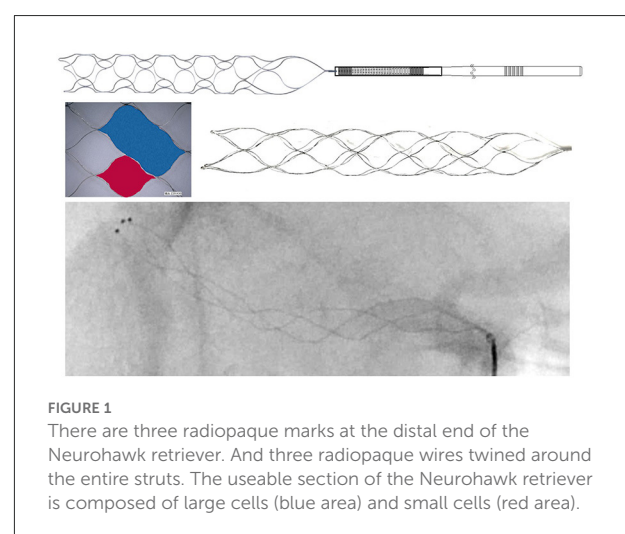 FIGURE 1
There are three radiopaque marks at the distal end of the
Neurohawk retriever. And three radiopaque wires twined around
the entire struts. The useable section of the Neurohawk retriever
is composed of large cells (blue area) and small cells (red area).